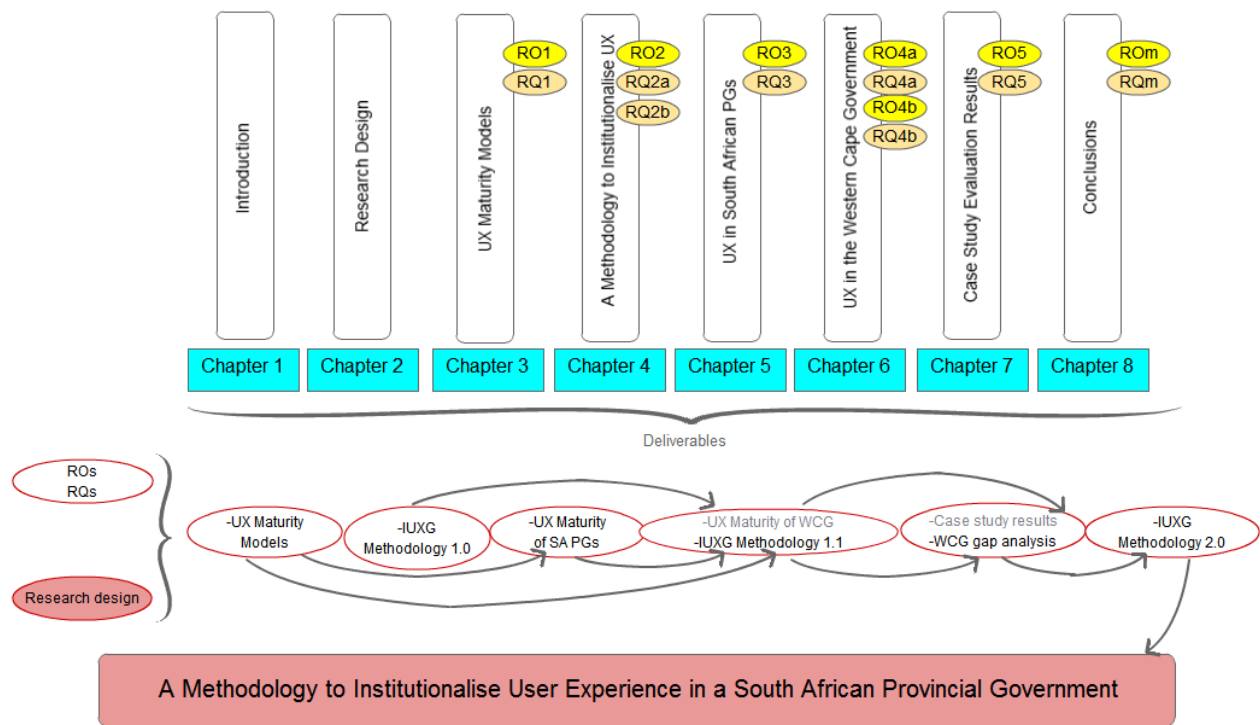 Introduction
Research Design
UX Maturity Models
RO1
RQ1
A Methodology to Institutionalise UX
RO2
RQ2a
RQ2b
UX in South African PGs
RO3
RQ3
UX in the Western Cape Government
RO4a
RQ4a
RO4b
RQ4b
Case Study Evaluation Results
RO5
RQ5
Conclusions
ROm
RQm
Chapter 1
Chapter 2
Chapter 3
Chapter 4
Chapter 5
Chapter 6
Chapter 7
Chapter 8
Deliverables
ROs
RQs
Research design
-UX Maturity
Models
-IUXG
Methodology 1.0
-UX Maturity
of SA PGs
-UX Maturity of WCG
-IUXG Methodology 1.1
-Case study results
-WCG gap analysis
-IUXG
Methodology 2.0
A Methodology to Institutionalise User Experience in a South African Provincial Government